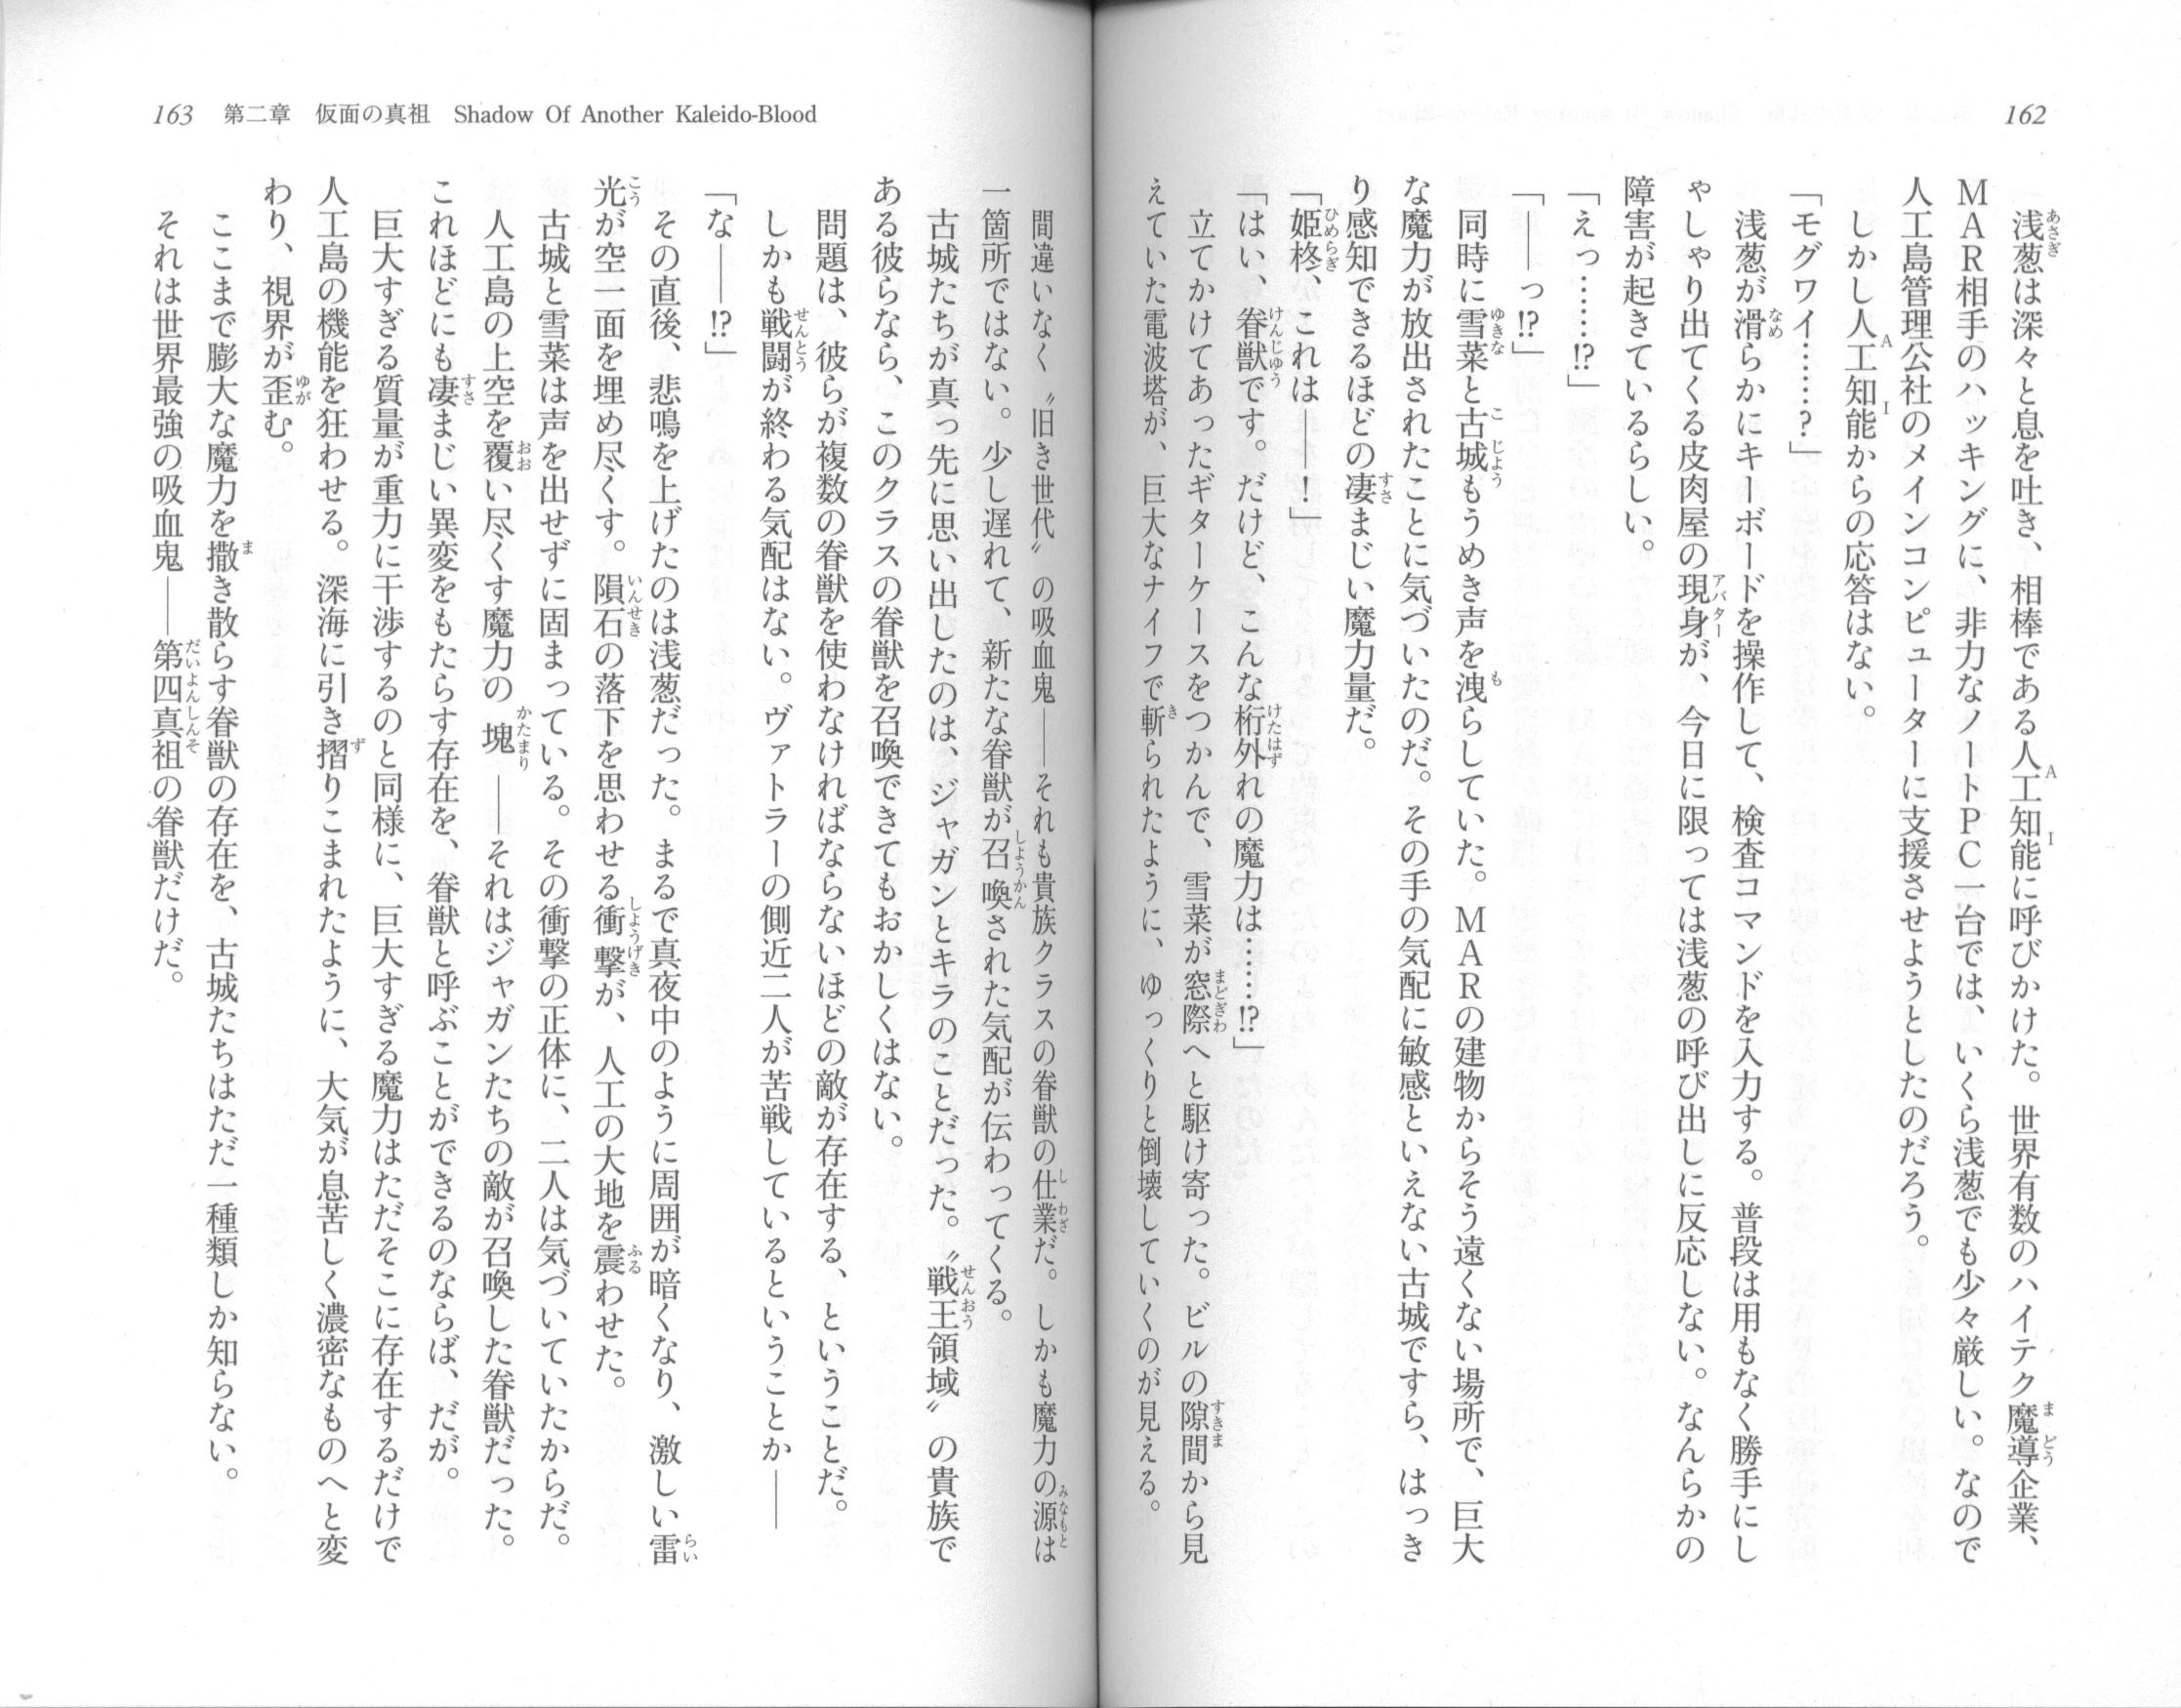 162
浅葱は深々と息を吐き、相棒である人工知能に呼びかけた。世界有数のハイテク魔導企業、
MAR相手のハッキングに、非力なノートPC一台では、いくら浅葱でも少々厳しい。なので
人工島管理公社のメインコンピューターに支援させようとしたのだろう。
しかし人工知能からの応答はない。
「モグワイ……?」
浅葱が滑らかにキーボードを操作して、検査コマンドを入力する。普段は用もなく勝手にし
ゃしゃり出てくる皮肉屋の現身が、今日に限っては浅葱の呼び出しに反応しない。なんらかの
障害が起きているらしい。
「えっ……!?」
「――っ!?」
同時に雪菜と古城もうめき声を洩らしていた。MARの建物からそう遠くない場所で、巨大
な魔力が放出されたことに気づいたのだ。その手の気配に敏感といえない古城ですら、はっき
り感知できるほどの凄まじい魔力量だ。
「姫柊、これは――!」
「はい、眷獣です。だけど、こんな桁外れの魔力は……!?」
立てかけてあったギターケースをつかんで、雪菜が窓際へと駆け寄った。ビルの隙間から見
えていた電波塔が、巨大なナイフで斬られたように、ゆっくりと倒壊していくのが見える。
163 第二章 仮面の真祖 Shadow Of Another Kaleido-Blood
間違いなく〝旧き世代〟の吸血鬼――それも貴族クラスの眷獣の仕業だ。しかも魔力の源は
一箇所ではない。少し遅れて、新たな眷獣が召喚された気配が伝わってくる。
古城たちが真っ先に思い出したのは、ジャガンとキラのことだった。〝戦王領域〟の貴族で
ある彼らなら、このクラスの眷獣を召喚できてもおかしくはない。
問題は、彼らが複数の眷獣を使わなければならないほどの敵が存在する、ということだ。
しかも戦闘が終わる気配はない。ヴァトラーの側近二人が苦戦しているということか――
「な――!?」
その直後、悲鳴を上げたのは浅葱だった。まるで真夜中のように周囲が暗くなり、激しい雷
光が空一面を埋め尽くす。隕石の落下を思わせる衝撃が、人工の大地を震わせた。
古城と雪菜は声を出せずに固まっている。その衝撃の正体に、二人は気づいていたからだ。
人工島の上空を覆い尽くす魔力の塊――それはジャガンたちの敵が召喚した眷獣だった。
これほどにも凄まじい異変をもたらす存在を、眷獣と呼ぶことができるのならば、だが。
巨大すぎる質量が重力に干渉するのと同様に、巨大すぎる魔力はただそこに存在するだけで
人工島の機能を狂わせる。深海に引き摺りこまれたように、大気が息苦しく濃密なものへと変
わり、視界が歪む。
ここまで膨大な魔力を撒き散らす眷獣の存在を、古城たちはただ一種類しか知らない。
それは世界最強の吸血鬼――第四真祖の眷獣だけだ。